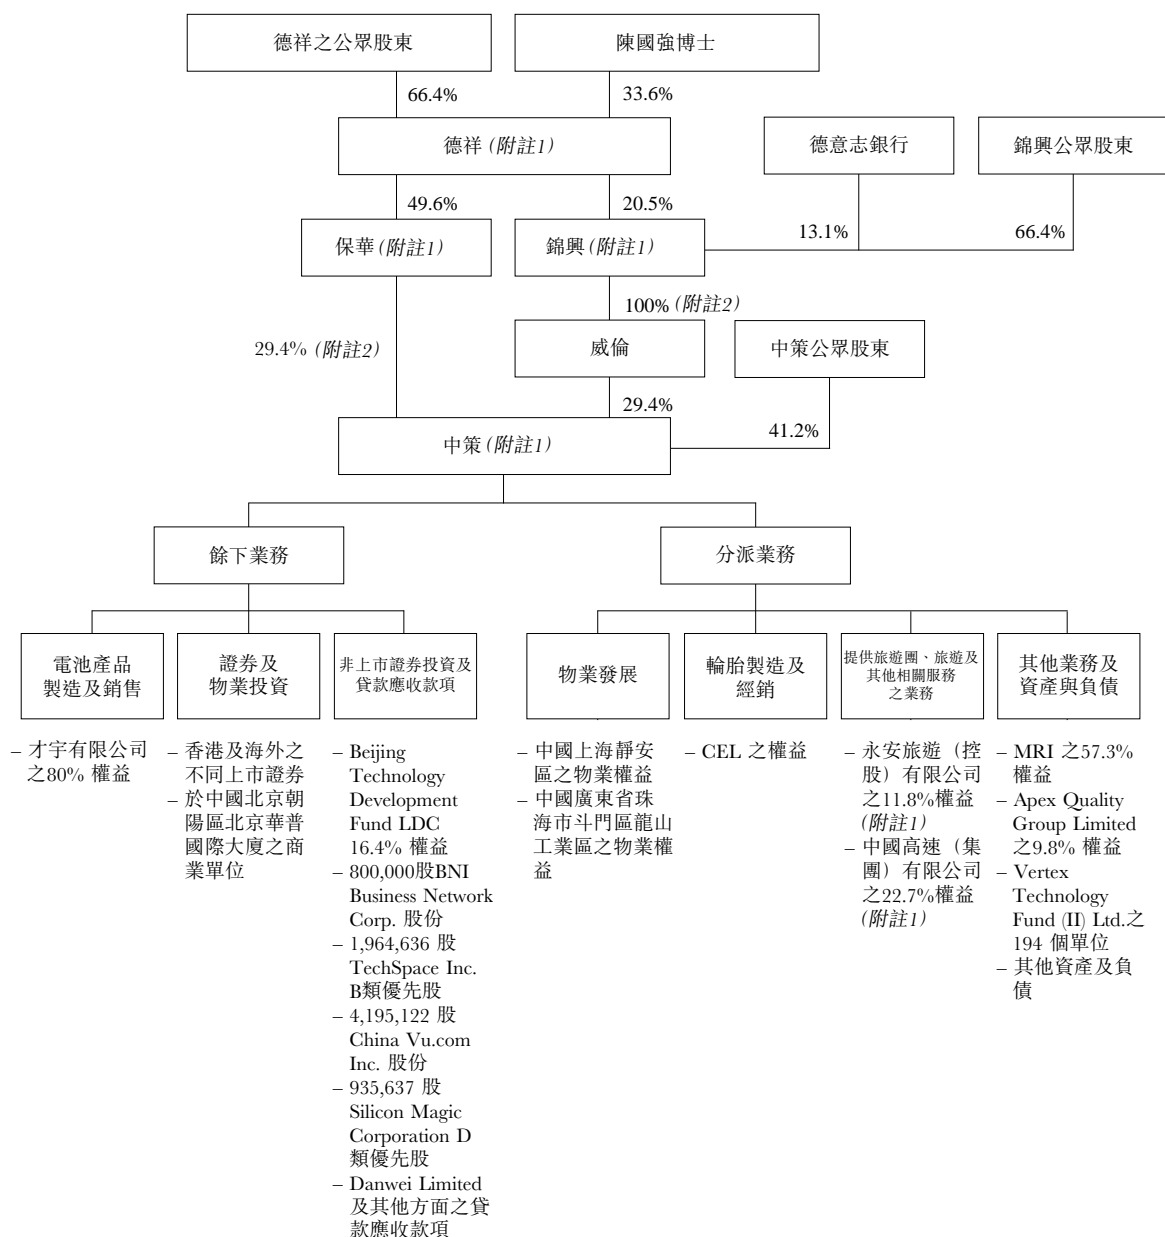 德祥之公眾股東
陳國強博士
66.4%
33.6%
德祥 (附註1)
德意志銀行
錦興公眾股東
49.6%
20.5%
13.1%
66.4%
保華 (附註1)
錦興 (附註1)
100% (附註2)
29.4% (附註2)
威倫
中策公眾股東
29.4%
41.2%
中策 (附註1)
餘下業務
分派業務
電池產品
製造及銷售
證券及
物業投資
非上市證券投資及
貸款應收款項
物業發展
輪胎製造及
經銷
提供旅遊團、旅遊及
其他相關服務
之業務
其他業務及
資產與負債
– 才宇有限公司
之80% 權益
– 香港及海外之
不同上市證券
– 於中國北京朝
陽區北京華普
國際大廈之商
業單位
– Beijing
Technology
Development
Fund LDC
16.4% 權益
– 800,000股BNI
Business Network
Corp. 股份
– 1,964,636 股
TechSpace Inc.
B類優先股
– 4,195,122 股
China Vu.com
Inc. 股份
– 935,637 股
Silicon Magic
Corporation D
類優先股
– Danwei Limited
及其他方面之貸
款應收款項
– 中國上海靜安
區之物業權益
– 中國廣東省珠
海市斗門區龍山
工業區之物業權
益
– CEL 之權益
– 永安旅遊（控
股）有限公司
之11.8%權益
(附註1)
– 中國高速（集
團）有限公司
之22.7%權益
(附註1)
– MRI 之57.3%
權益
– Apex Quality
Group Limited
之9.8% 權益
– Vertex
Technology
Fund (II) Ltd.之
194 個單位
– 其他資產及負
債